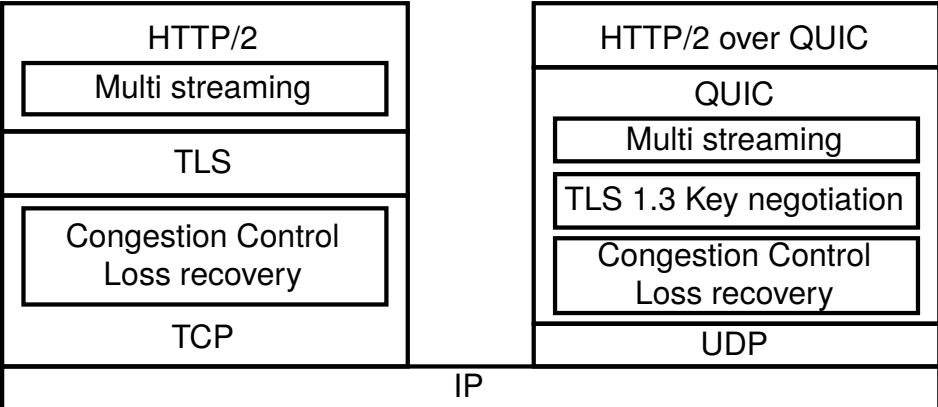 HTTP/2
Multi streaming
TLS
Congestion Control
Loss recovery
TCP
HTTP/2 over QUIC
QUIC
Multi streaming
TLS 1.3 Key negotiation
Congestion Control
Loss recovery
UDP
IP